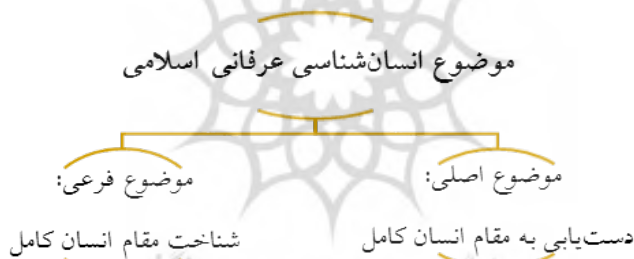 موضوع انسان‌شناسی عرفانی اسلامی
موضوع اصلی:
دست‌یابی به مقام انسان کامل
موضوع فرعی:
شناخت مقام انسان کامل